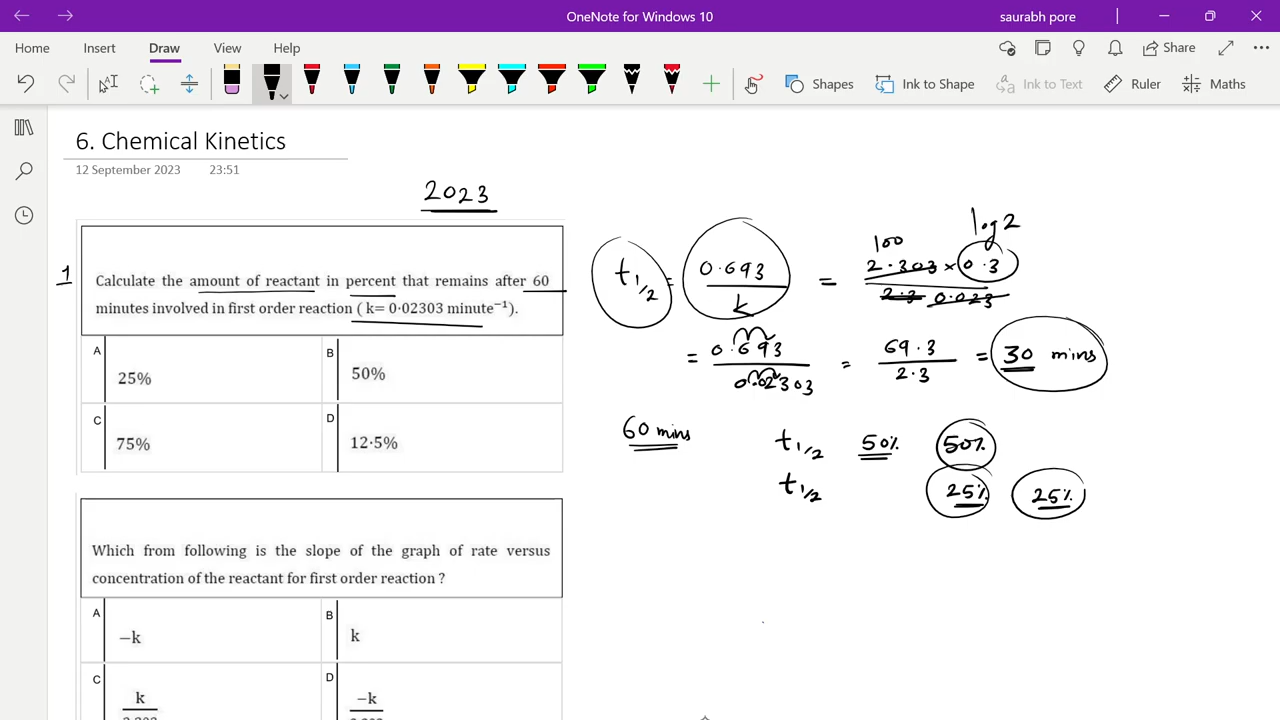 OneNote for Windows 10
saurabh pore
Home Insert Draw View Help
Share
Shapes Ink to Shape Ink to Text Ruler Maths
6. Chemical Kinetics
12 September 2023 23:51
2023
1
Calculate the amount of reactant in percent that remains after 60
minutes involved in first order reaction ( k= 0·02303 minute⁻¹).
A 25%
B 50%
C 75%
D 12·5%
t1/2 = 0.693/k = 2.303 × 0.3 / 2.3 0.023
100
log 2
= 0.693/0.02303 = 69.3/2.3 = 30 mins
60 mins
t1/2 50% 50%
t1/2 25% 25%
Which from following is the slope of the graph of rate versus
concentration of the reactant for first order reaction ?
A −k
B k
C k
D −k